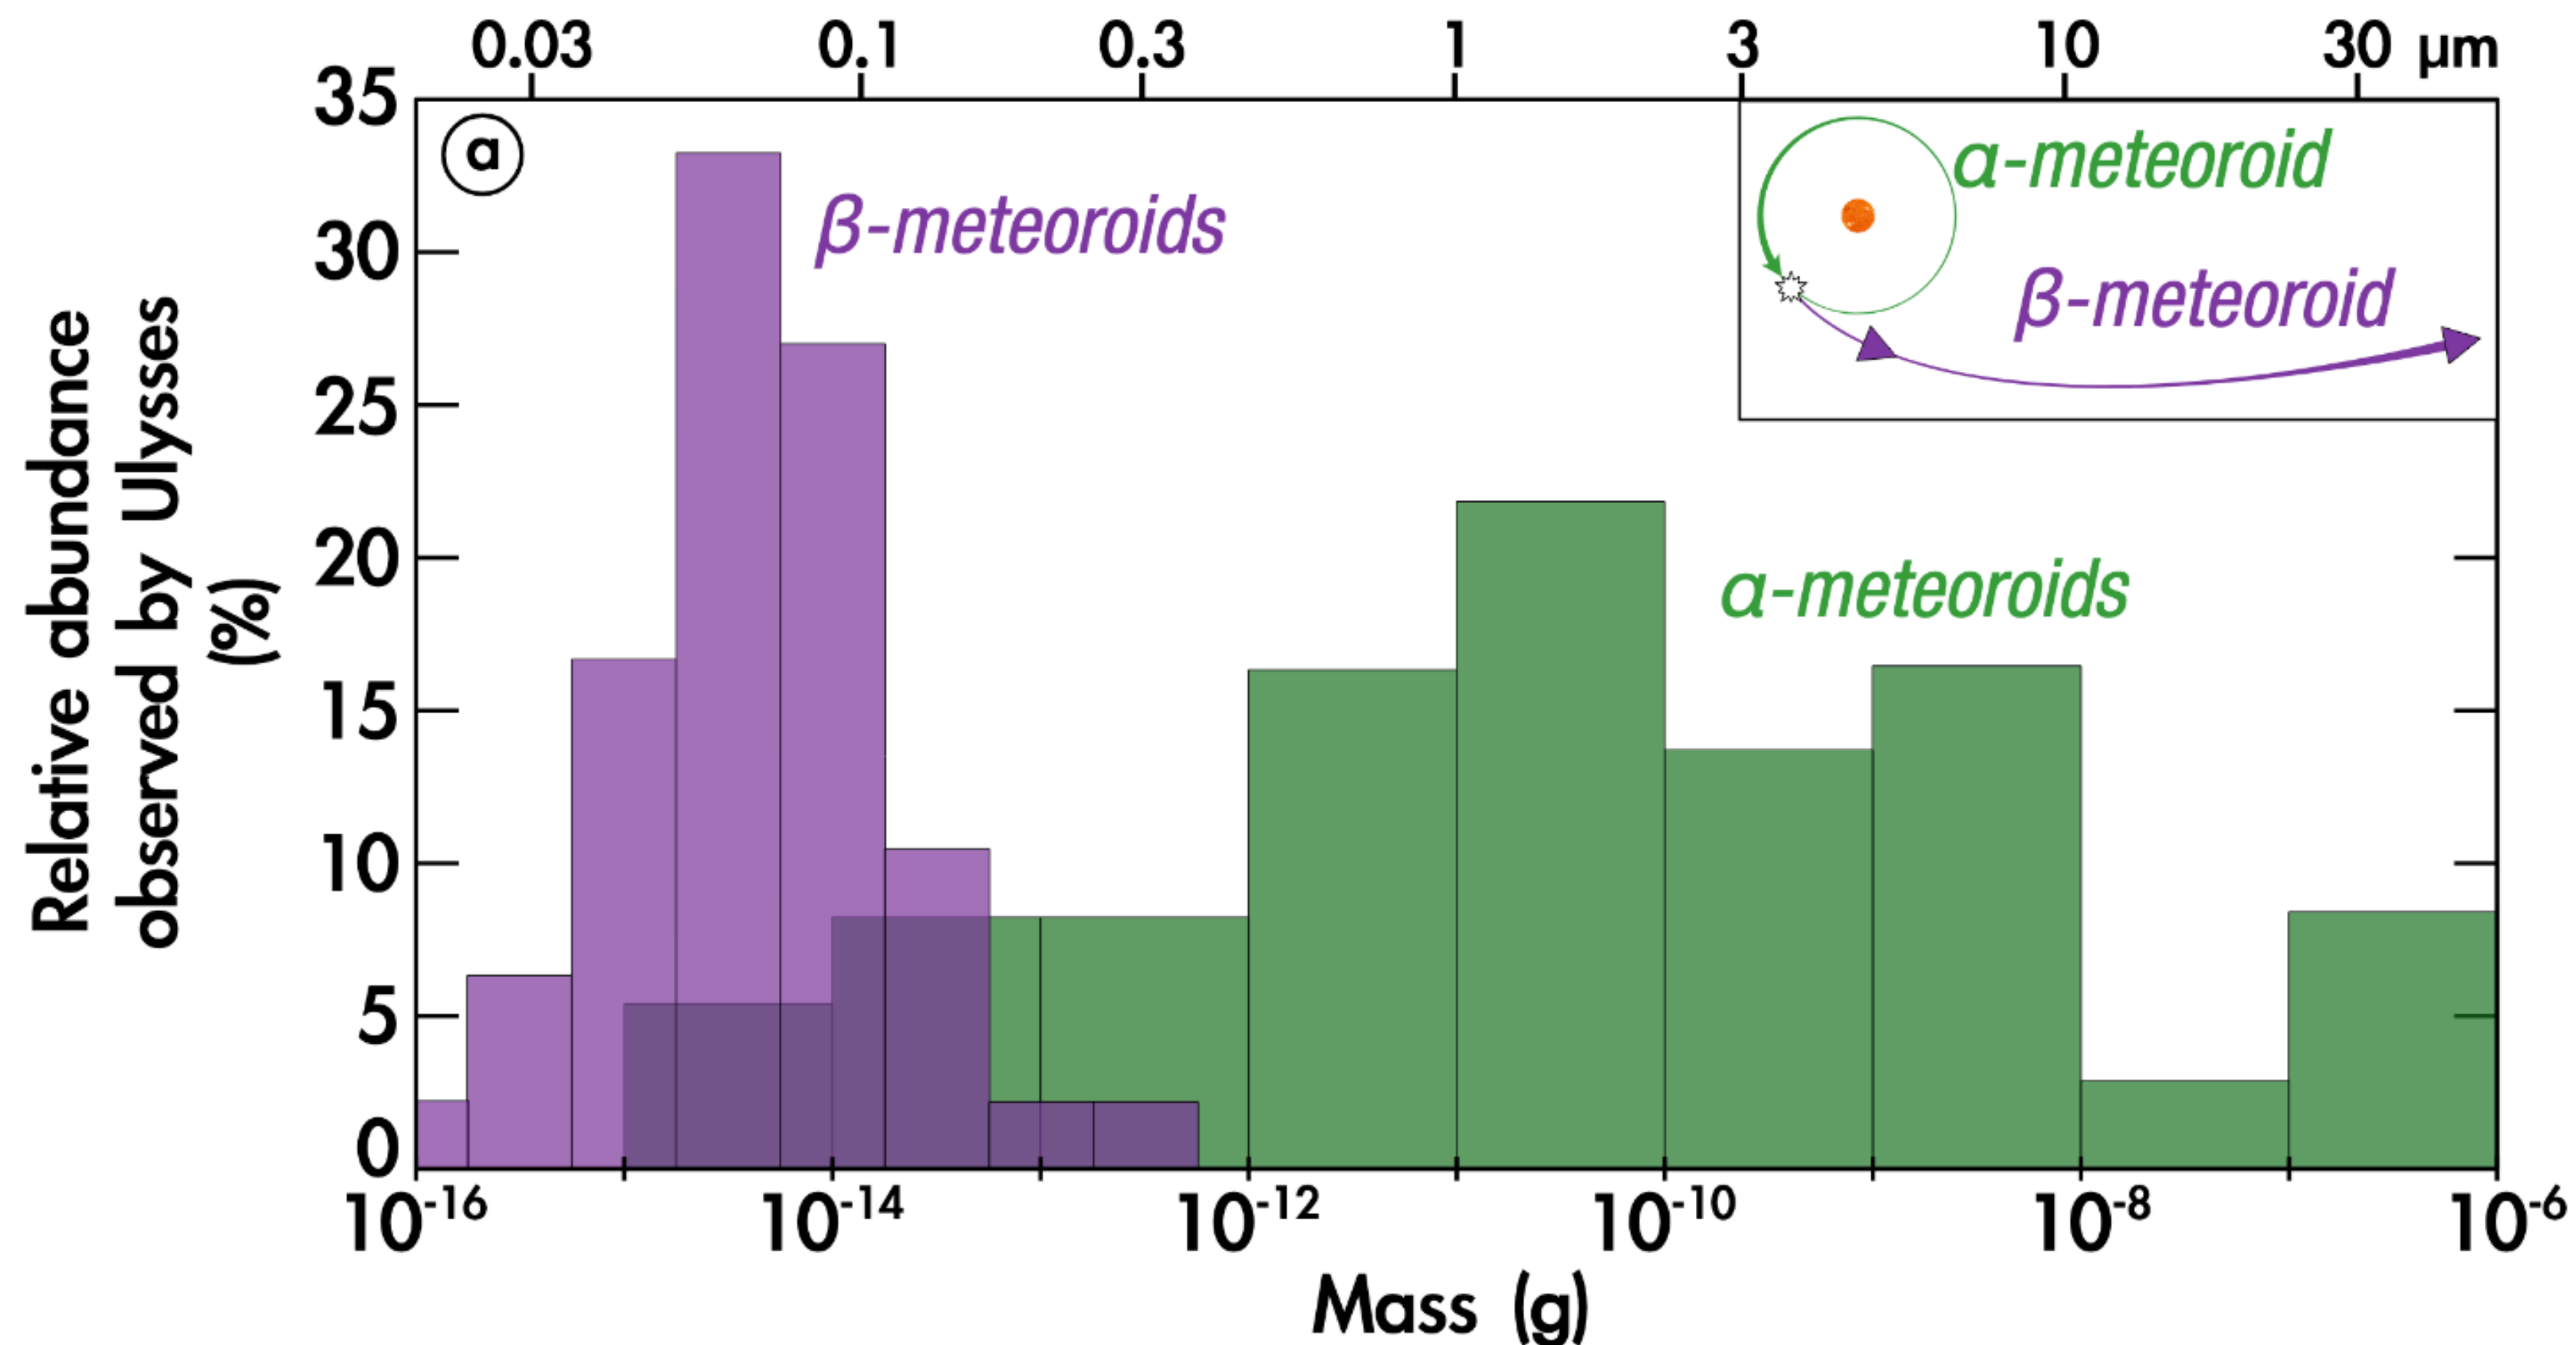 0.03 0.1 0.3 1 3 10 30 µm
35
30
25
20
15
10
5
0
Relative abundance
observed by Ulysses
(%)
a
β-meteoroids
α-meteoroid
β-meteoroid
α-meteoroids
10-16 10-14 10-12 10-10 10-8 10-6
Mass (g)